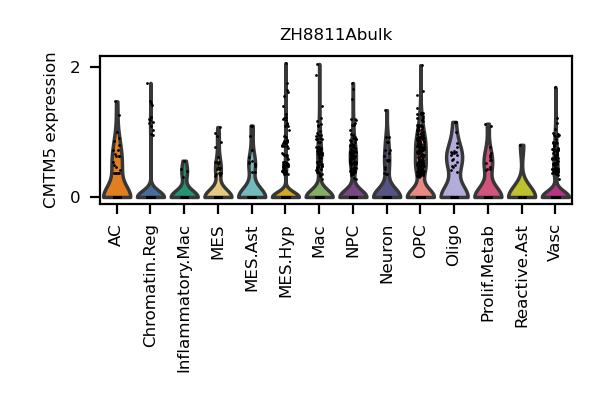 ZH8811Abulk
CMTM5 expression
2
0
AC
Chromatin.Reg
Inflammatory.Mac
MES
MES.Ast
MES.Hyp
Mac
NPC
Neuron
OPC
Oligo
Prolif.Metab
Reactive.Ast
Vasc